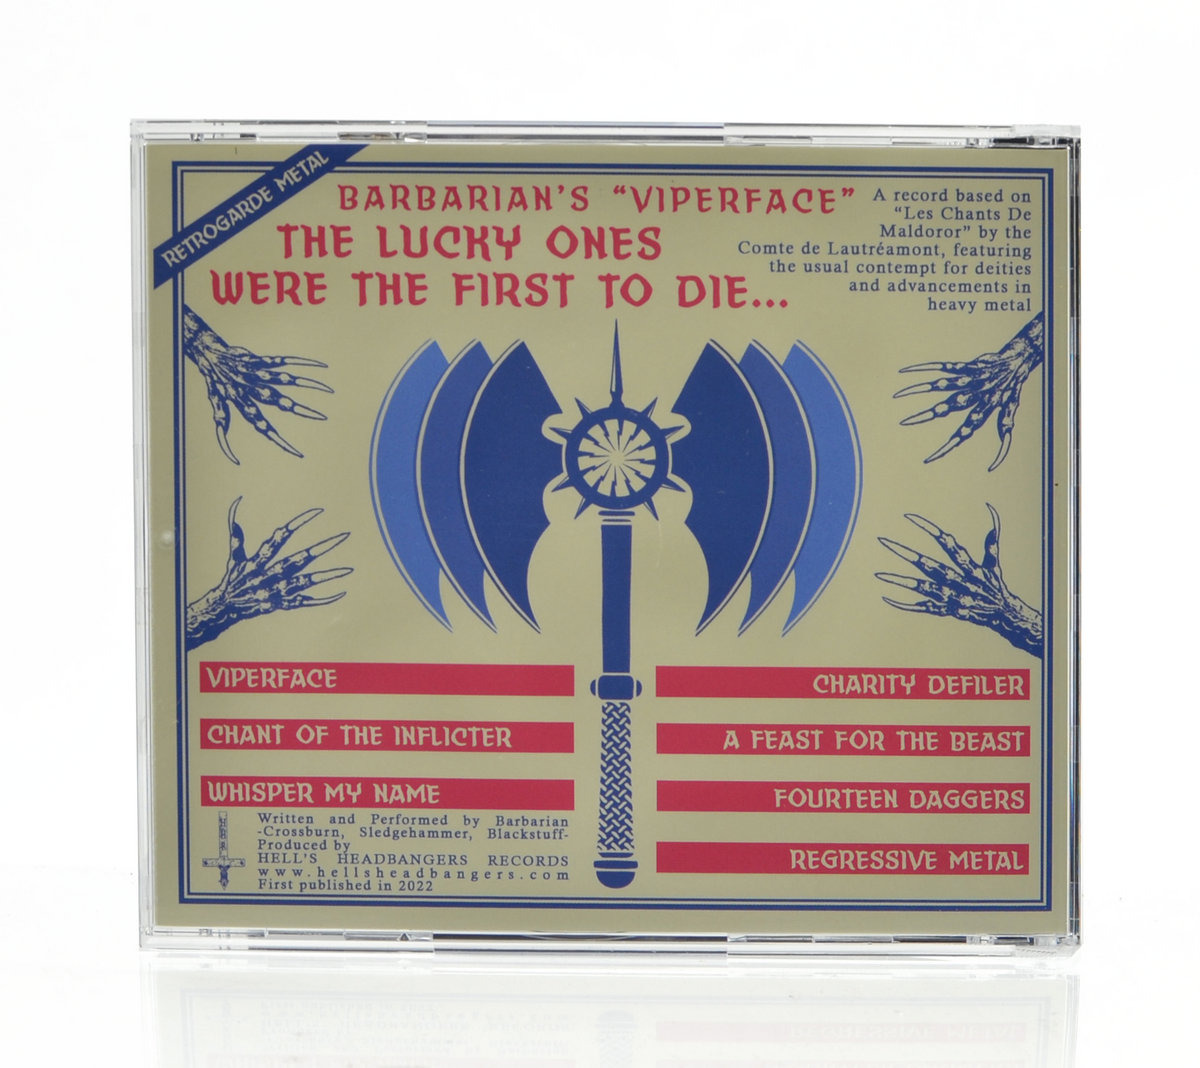 RETROGARDE METAL
BARBARIAN'S "VIPERFACE"
THE LUCKY ONES
WERE THE FIRST TO DIE...
A record based on
"Les Chants De
Maldoror" by the
Comte de Lautréamont, featuring
the usual contempt for deities
and advancements in
heavy metal
VIPERFACE
CHANT OF THE INFLICTER
WHISPER MY NAME
CHARITY DEFILER
A FEAST FOR THE BEAST
FOURTEEN DAGGERS
REGRESSIVE METAL
Written and Performed by Barbarian
-Crossburn, Sledgehammer, Blackstuff-
Produced by
HELL'S HEADBANGERS RECORDS
www.hellsheadbangers.com
First published in 2022